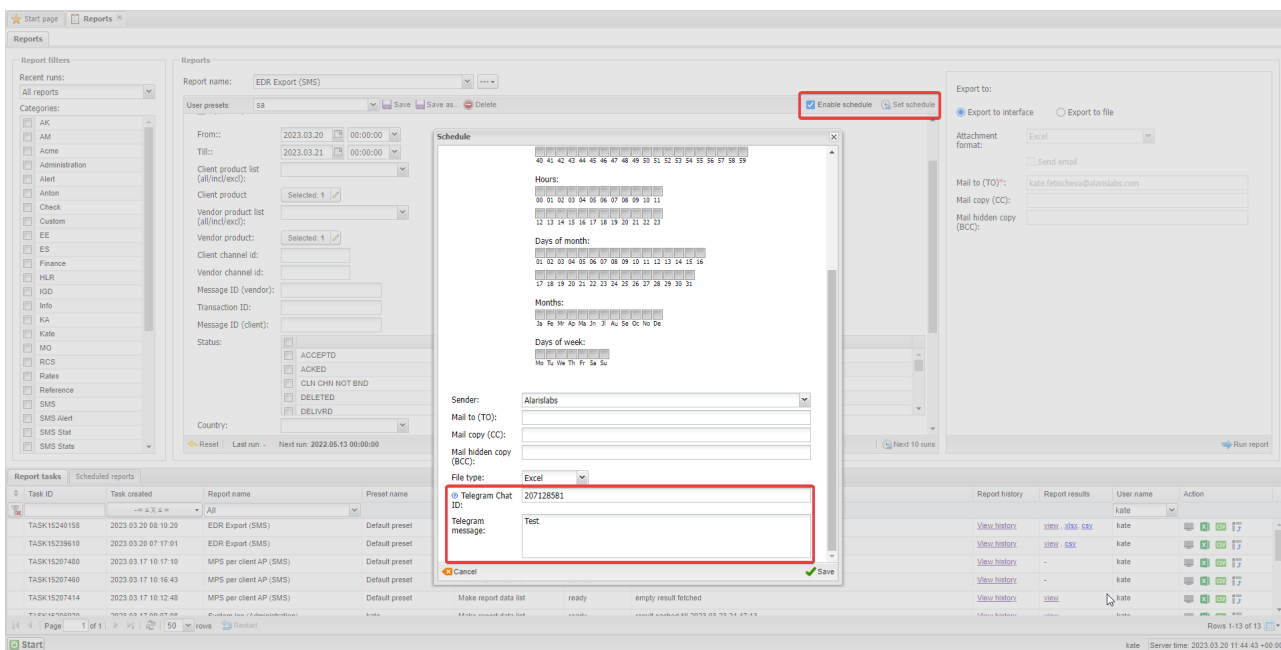 Start page
Reports
Reports
Report filters
Recent runs:
All reports
Categories:
AK
AM
Acme
Administration
Alert
Anton
Check
Custom
EE
ES
Finance
HLR
IGD
Info
KA
Kate
MO
RCS
Rates
Reference
SMS
SMS Alert
SMS Stat
SMS Stats
Reports
Report name: EDR Export (SMS)
User presets: sa Save Save as... Delete
Enable schedule Set schedule
From:: 2023.03.20 00:00:00
Till:: 2023.03.21 00:00:00
Client product list
(all/incl/excl):
Client product Selected: 1
Vendor product list
(all/incl/excl):
Vendor product: Selected: 1
Client channel id:
Vendor channel id:
Message ID (vendor):
Transaction ID:
Message ID (client):
Status:
ACCEPTD
ACKED
CLN CHN NOT BND
DELETED
DELIVRD
Country:
Reset Last run: - Next run: 2022.05.13 00:00:00
Next 10 runs
Run report
Export to:
Export to interface Export to file
Attachment
format:
Excel
Send email
Mail to (TO)*: kate.fetischeva@alarislabs.com
Mail copy (CC):
Mail hidden copy
(BCC):
Schedule
40 41 42 43 44 45 46 47 48 49 50 51 52 53 54 55 56 57 58 59
Hours:
00 01 02 03 04 05 06 07 08 09 10 11
12 13 14 15 16 17 18 19 20 21 22 23
Days of month:
01 02 03 04 05 06 07 08 09 10 11 12 13 14 15 16
17 18 19 20 21 22 23 24 25 26 27 28 29 30 31
Months:
Ja Fe Mr Ap Ma Jn Jl Au Se Oc No De
Days of week:
Mo Tu We Th Fr Sa Su
Sender: Alarislabs
Mail to (TO):
Mail copy (CC):
Mail hidden copy
(BCC):
File type: Excel
Telegram Chat
ID:
207128581
Telegram
message:
Test
Cancel
Save
Report tasks Scheduled reports
Task ID Task created Report name Preset name Report history Report results User name Action
-∞ ≤ X ≤ ∞ All kate
TASK15240158 2023.03.20 08:10:20 EDR Export (SMS) Default preset View history view , xlsx, csv kate
TASK15239610 2023.03.20 07:17:01 EDR Export (SMS) Default preset View history view , csv kate
TASK15207480 2023.03.17 10:17:10 MPS per client AP (SMS) Default preset View history - kate
TASK15207460 2023.03.17 10:16:43 MPS per client AP (SMS) Default preset View history - kate
TASK15207414 2023.03.17 10:12:48 MPS per client AP (SMS) Default preset Make report data list ready empty result fetched View history view kate
Page 1 of 1 50 rows Restart
Rows 1-13 of 13
Start
kate Server time: 2023.03.20 11:44:43 +00:00